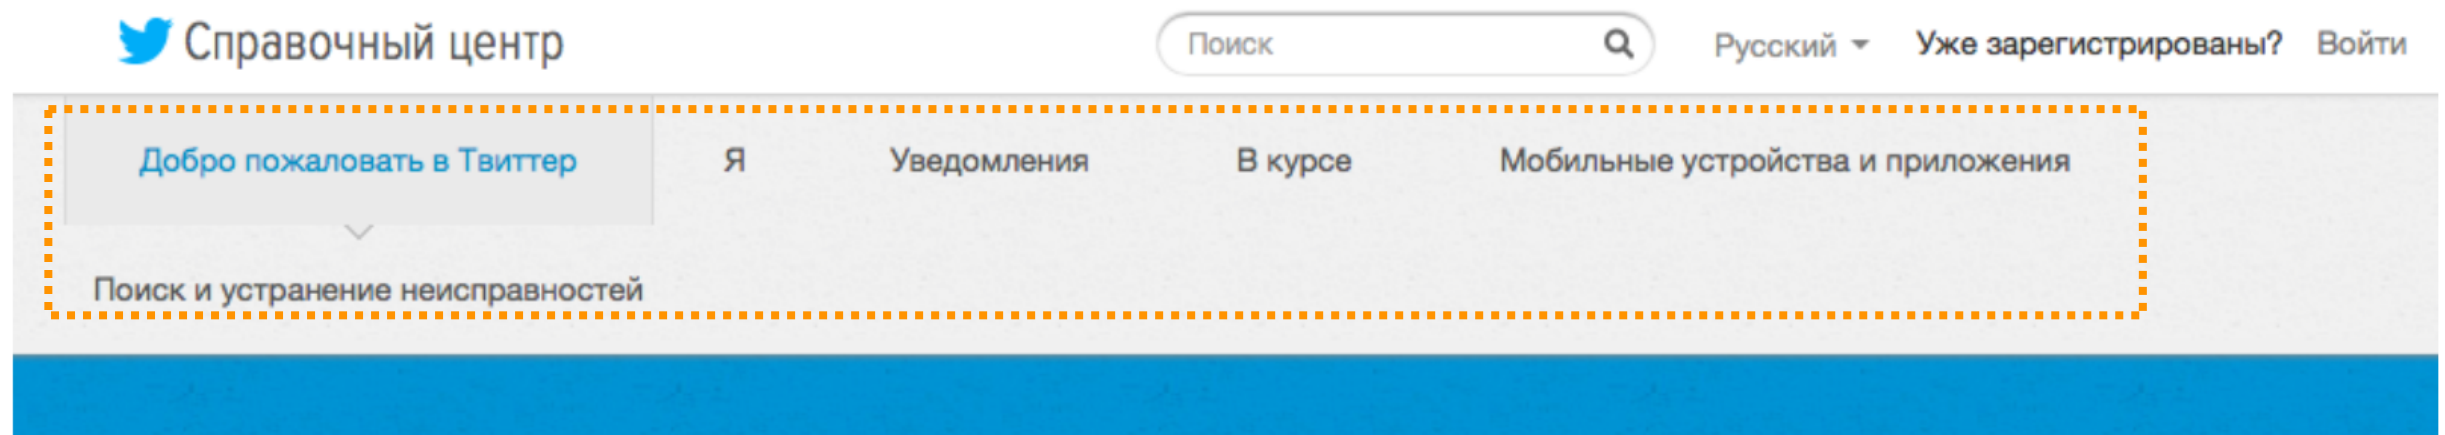 Справочный центр
Поиск
Русский
Уже зарегистрированы? Войти
Добро пожаловать в Твиттер
Я
Уведомления
В курсе
Мобильные устройства и приложения
Поиск и устранение неисправностей